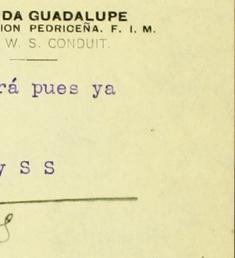 DA GUADALUPE
ION PEDRICEÑA. F. I. M.
W. S. CONDUIT.
rá pues ya
y S S